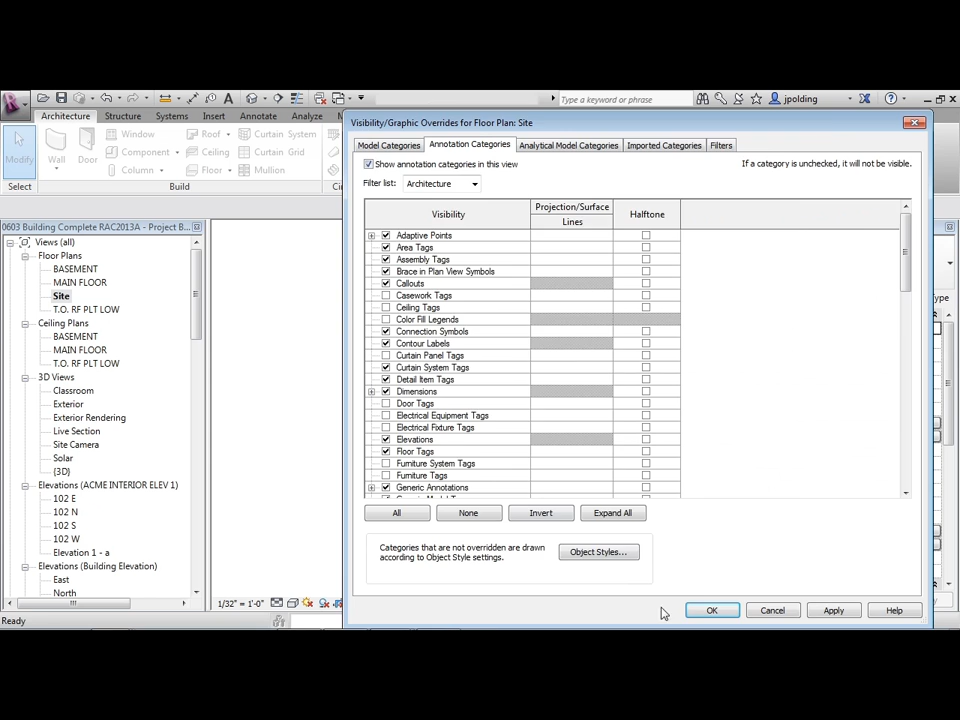 Type a keyword or phrase
jpolding
Architecture
Structure
Systems
Insert
Annotate
Analyze
Modify
Wall
Door
Window
Component
Column
Roof
Ceiling
Floor
Curtain System
Curtain Grid
Mullion
Select
Build
0603 Building Complete RAC2013A - Project B...
Views (all)
Floor Plans
BASEMENT
MAIN FLOOR
Site
T.O. RF PLT LOW
Ceiling Plans
BASEMENT
MAIN FLOOR
T.O. RF PLT LOW
3D Views
Classroom
Exterior
Exterior Rendering
Live Section
Site Camera
Solar
{3D}
Elevations (ACME INTERIOR ELEV 1)
102 E
102 N
102 S
102 W
Elevation 1 - a
Elevations (Building Elevation)
East
North
Ready
1/32" = 1'-0"
Visibility/Graphic Overrides for Floor Plan: Site
Model Categories
Annotation Categories
Analytical Model Categories
Imported Categories
Filters
Show annotation categories in this view
If a category is unchecked, it will not be visible.
Filter list:
Architecture
Visibility
Projection/Surface
Lines
Halftone
Adaptive Points
Area Tags
Assembly Tags
Brace in Plan View Symbols
Callouts
Casework Tags
Ceiling Tags
Color Fill Legends
Connection Symbols
Contour Labels
Curtain Panel Tags
Curtain System Tags
Detail Item Tags
Dimensions
Door Tags
Electrical Equipment Tags
Electrical Fixture Tags
Elevations
Floor Tags
Furniture System Tags
Furniture Tags
Generic Annotations
All
None
Invert
Expand All
Categories that are not overridden are drawn
according to Object Style settings.
Object Styles...
OK
Cancel
Apply
Help